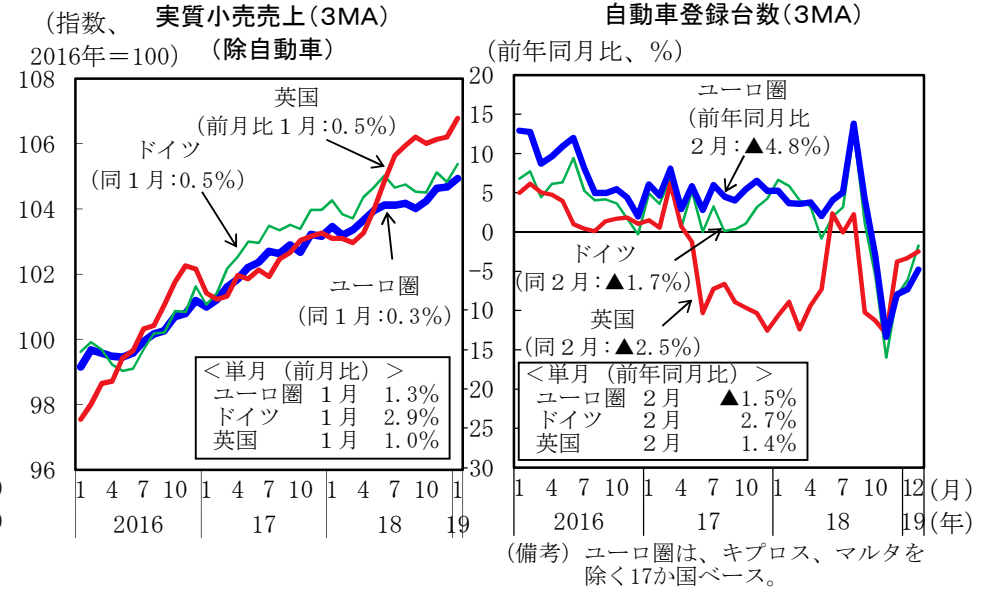 実質小売売上（3MA）
（除自動車）
（指数、
2016年＝100）
108
106
104
102
100
98
96
英国
（前月比１月：0.5%）
ドイツ
（同１月：0.5%）
ユーロ圏
（同１月：0.3%）
＜単月（前月比）＞
ユーロ圏 １月 1.3%
ドイツ １月 2.9%
英国 １月 1.0%
1 4 7 10 1 4 7 10 1 4 7 10 1
2016 17 18 19
自動車登録台数（3MA）
（前年同月比、%）
20
15
10
5
0
-5
-10
-15
-20
-25
-30
ユーロ圏
（前年同月比
２月：▲4.8%）
ドイツ
（同２月：▲1.7%）
英国
（同２月：▲2.5%）
＜単月（前年同月比）＞
ユーロ圏 ２月 ▲1.5%
ドイツ ２月 2.7%
英国 ２月 1.4%
1 4 7 10 1 4 7 10 1 4 7 10 12（月）
2016 17 18 19（年）
（備考）ユーロ圏は、キプロス、マルタを
除く17か国ベース。